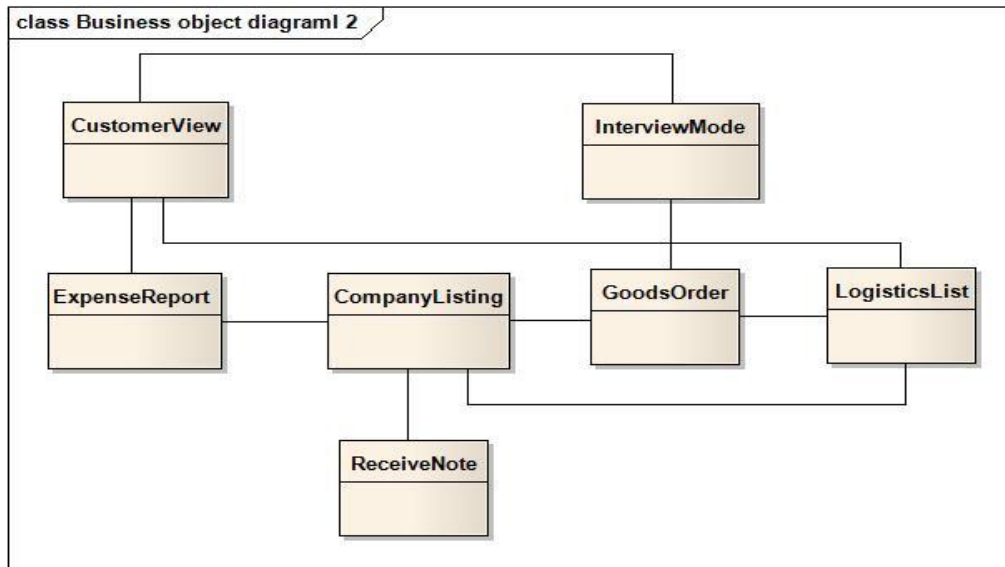 class Business object diagraml 2
CustomerView
InterviewMode
ExpenseReport
CompanyListing
GoodsOrder
LogisticsList
ReceiveNote